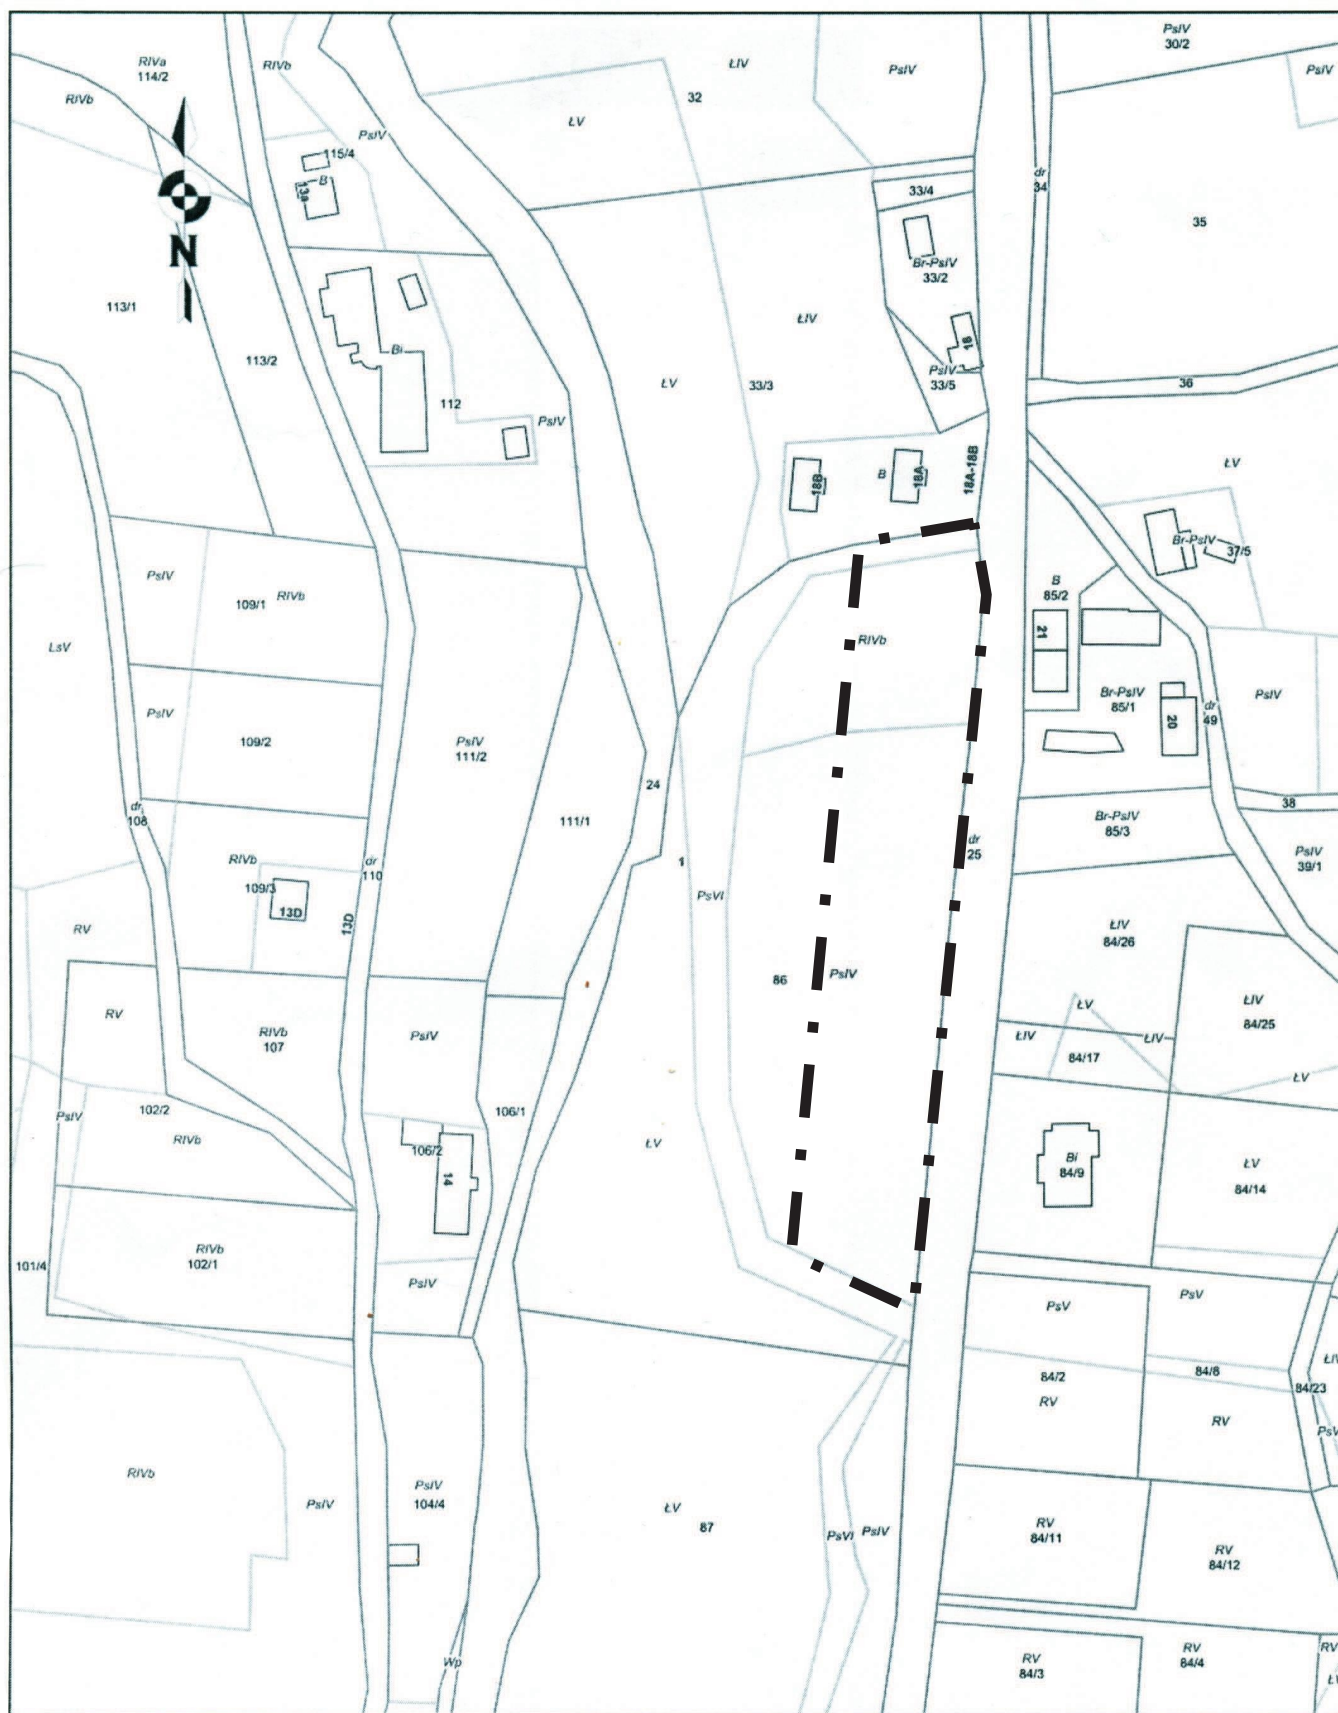 PsIV
30/2
RIVa
114/2
RIVb
RIVb
ŁIV
PsIV
PsIV
32
ŁV
PsIV
115/4
B
13a
dr
34
33/4
35
Br-PsIV
33/2
N
113/1
ŁIV
16
Bi
113/2
PsIV
33/5
ŁV
33/3
36
112
PsIV
18B
B
18A
18A-18B
ŁV
Br-PsIV
37/5
PsIV
109/1
RIVb
B
85/2
21
LsV
RIVb
PsIV
Br-PsIV
85/1
PsIV
20
dr
49
109/2
PsIV
111/2
24
38
dr
108
111/1
Br-PsIV
85/3
dr
25
RIVb
109/3
dr
110
1
PsIV
39/1
PsVI
13D
13D
RV
ŁIV
84/26
86
PsIV
RV
ŁIV
84/25
ŁV
RIVb
107
PsIV
ŁIV
84/17
ŁIV
ŁV
PsIV
102/2
106/1
RIVb
106/2
ŁV
14
Bi
84/9
ŁV
84/14
RIVb
102/1
101/4
PsIV
PsV
PsV
84/2
84/8
84/23
ŁIV
RV
RV
PsV
RIVb
PsIV
PsIV
104/4
ŁV
87
PsVI
PsIV
RV
84/11
RV
84/12
Wp
RV
84/3
RV
84/4
RV